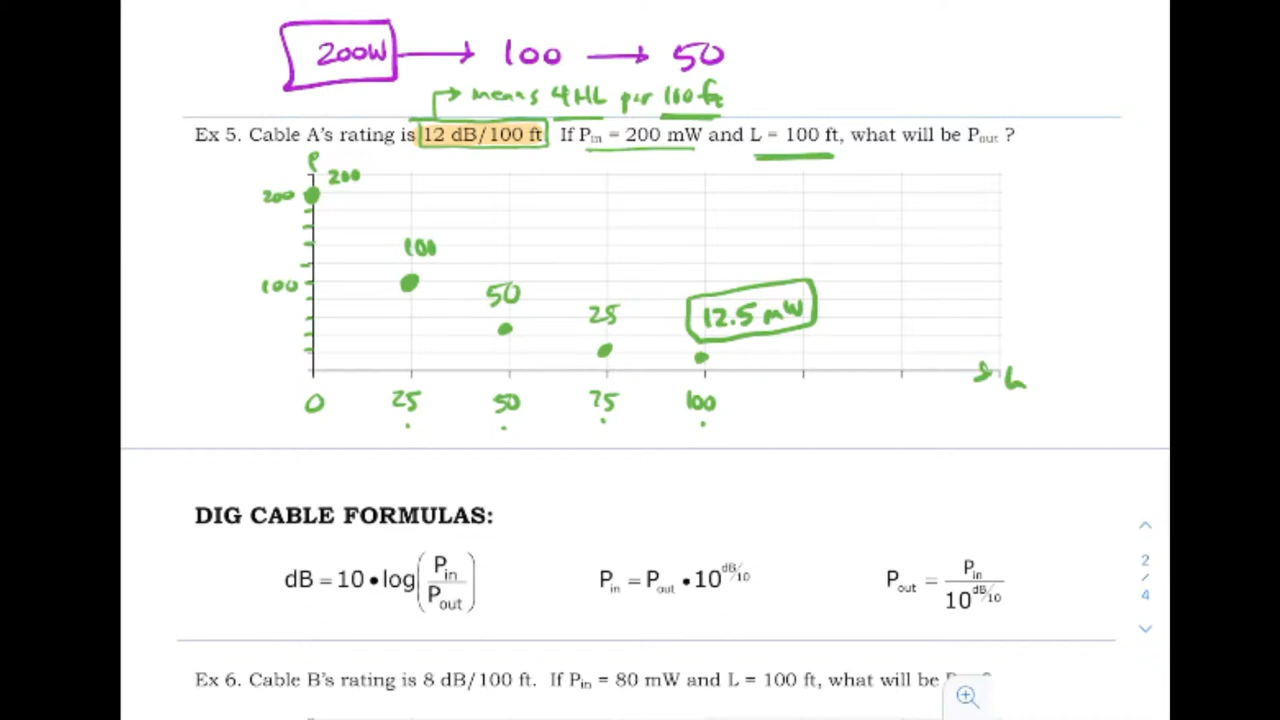 200W → 100 → 50
→ means 4 HL per 100 ft
Ex 5. Cable A's rating is 12 dB/100 ft If Pin = 200 mW and L = 100 ft, what will be Pout ?
P
200
200
100
100
50
25
12.5 mW
L
0 25 50 75 100
DIG CABLE FORMULAS:
dB = 10 • log(Pin/Pout)
Pin = Pout • 10^dB/10
Pout = Pin/10^dB/10
2
/
4
Ex 6. Cable B's rating is 8 dB/100 ft. If Pin = 80 mW and L = 100 ft, what will be